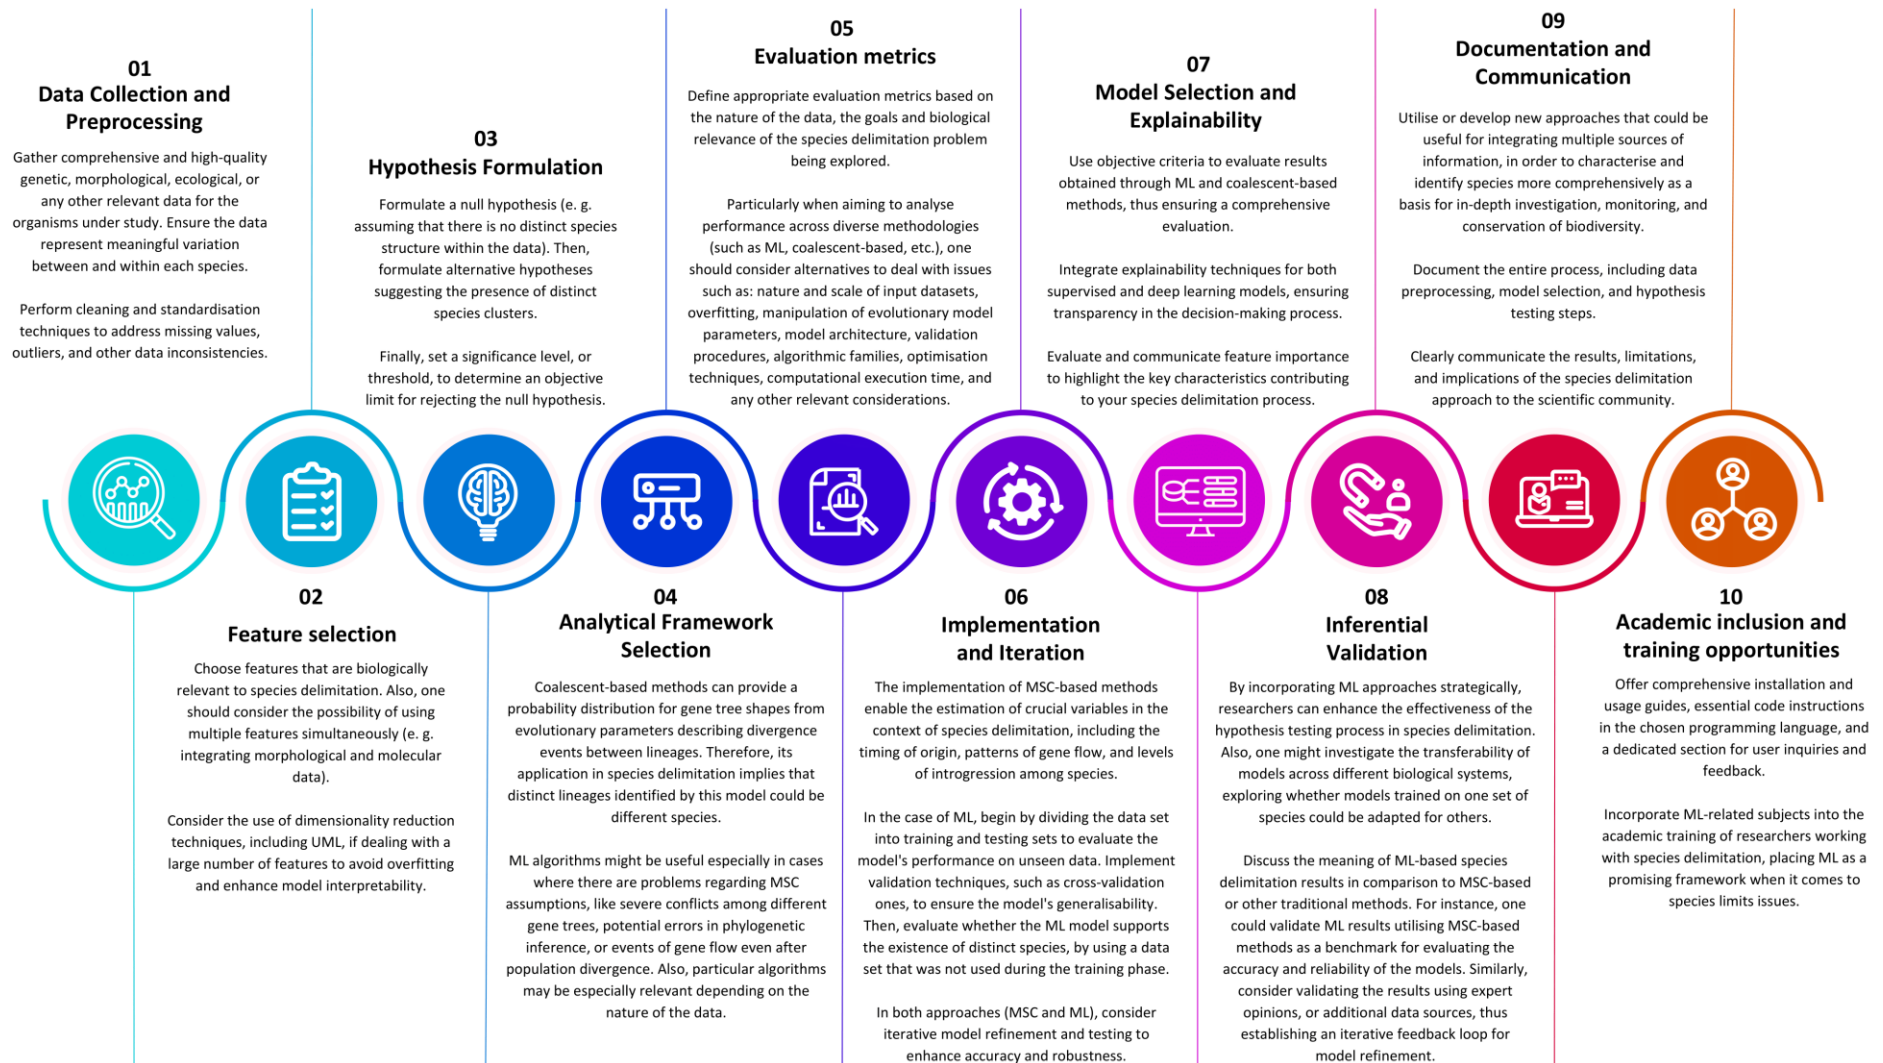 01
Data Collection and
Preprocessing
Gather comprehensive and high-quality
genetic, morphological, ecological, or
any other relevant data for the
organisms under study. Ensure the data
represent meaningful variation
between and within each species.
Perform cleaning and standardisation
techniques to address missing values,
outliers, and other data inconsistencies.
02
Feature selection
Choose features that are biologically
relevant to species delimitation. Also, one
should consider the possibility of using
multiple features simultaneously (e. g.
integrating morphological and molecular
data).
Consider the use of dimensionality reduction
techniques, including UML, if dealing with a
large number of features to avoid overfitting
and enhance model interpretability.
03
Hypothesis Formulation
Formulate a null hypothesis (e. g.
assuming that there is no distinct species
structure within the data). Then,
formulate alternative hypotheses
suggesting the presence of distinct
species clusters.
Finally, set a significance level, or
threshold, to determine an objective
limit for rejecting the null hypothesis.
04
Analytical Framework
Selection
Coalescent-based methods can provide a
probability distribution for gene tree shapes from
evolutionary parameters describing divergence
events between lineages. Therefore, its
application in species delimitation implies that
distinct lineages identified by this model could be
different species.
ML algorithms might be useful especially in cases
where there are problems regarding MSC
assumptions, like severe conflicts among different
gene trees, potential errors in phylogenetic
inference, or events of gene flow even after
population divergence. Also, particular algorithms
may be especially relevant depending on the
nature of the data.
05
Evaluation metrics
Define appropriate evaluation metrics based on
the nature of the data, the goals and biological
relevance of the species delimitation problem
being explored.
Particularly when aiming to analyse
performance across diverse methodologies
(such as ML, coalescent-based, etc.), one
should consider alternatives to deal with issues
such as: nature and scale of input datasets,
overfitting, manipulation of evolutionary model
parameters, model architecture, validation
procedures, algorithmic families, optimisation
techniques, computational execution time, and
any other relevant considerations.
06
Implementation
and Iteration
The implementation of MSC-based methods
enable the estimation of crucial variables in the
context of species delimitation, including the
timing of origin, patterns of gene flow, and levels
of introgression among species.
In the case of ML, begin by dividing the data set
into training and testing sets to evaluate the
model's performance on unseen data. Implement
validation techniques, such as cross-validation
ones, to ensure the model's generalisability.
Then, evaluate whether the ML model supports
the existence of distinct species, by using a data
set that was not used during the training phase.
In both approaches (MSC and ML), consider
iterative model refinement and testing to
enhance accuracy and robustness.
07
Model Selection and
Explainability
Use objective criteria to evaluate results
obtained through ML and coalescent-based
methods, thus ensuring a comprehensive
evaluation.
Integrate explainability techniques for both
supervised and deep learning models, ensuring
transparency in the decision-making process.
Evaluate and communicate feature importance
to highlight the key characteristics contributing
to your species delimitation process.
08
Inferential
Validation
By incorporating ML approaches strategically,
researchers can enhance the effectiveness of the
hypothesis testing process in species delimitation.
Also, one might investigate the transferability of
models across different biological systems,
exploring whether models trained on one set of
species could be adapted for others.
Discuss the meaning of ML-based species
delimitation results in comparison to MSC-based
or other traditional methods. For instance, one
could validate ML results utilising MSC-based
methods as a benchmark for evaluating the
accuracy and reliability of the models. Similarly,
consider validating the results using expert
opinions, or additional data sources, thus
establishing an iterative feedback loop for
model refinement.
09
Documentation and
Communication
Utilise or develop new approaches that could be
useful for integrating multiple sources of
information, in order to characterise and
identify species more comprehensively as a
basis for in-depth investigation, monitoring, and
conservation of biodiversity.
Document the entire process, including data
preprocessing, model selection, and hypothesis
testing steps.
Clearly communicate the results, limitations,
and implications of the species delimitation
approach to the scientific community.
10
Academic inclusion and
training opportunities
Offer comprehensive installation and
usage guides, essential code instructions
in the chosen programming language, and
a dedicated section for user inquiries and
feedback.
Incorporate ML-related subjects into the
academic training of researchers working
with species delimitation, placing ML as a
promising framework when it comes to
species limits issues.